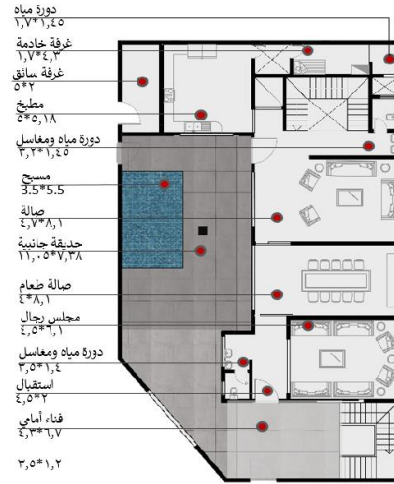 دورة مياه
١,٧*١,٤٥
غرفة خادمة
١,٧*٤,٣
غرفة سائق
٥*٢
مطبخ
٥*٥,١٨
دورة مياه ومغاسل
٣,٢*١,٤٥
مسبح
3.5*5.5
صالة
٤,٧*٨,١
حديقة جانبية
١١,٠٥*٧,٣٨
صالة طعام
٤*٨,١
مجلس رجال
٤,٥*٦,١
دورة مياه ومغاسل
٣,٥*١,٤
استقبال
٤,٥*٢
فناء أمامي
٤,٣*٦,٧
٢,٥*١,٢